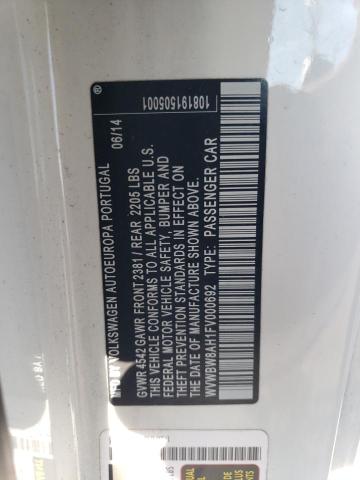 ®
MFD BY VOLKSWAGEN AUTOEUROPA PORTUGAL
06/14
GVWR 4542 GAWR FRONT 2381 / REAR 2205 LBS
THIS VEHICLE CONFORMS TO ALL APPLICABLE U.S.
FEDERAL MOTOR VEHICLE SAFETY, BUMPER AND
THEFT PREVENTION STANDARDS IN EFFECT ON
DATE OF MANUFACTURE SHOWN ABOVE.
WVWBW8AH1FV000692 TYPE: PASSENGER CAR
108191505001